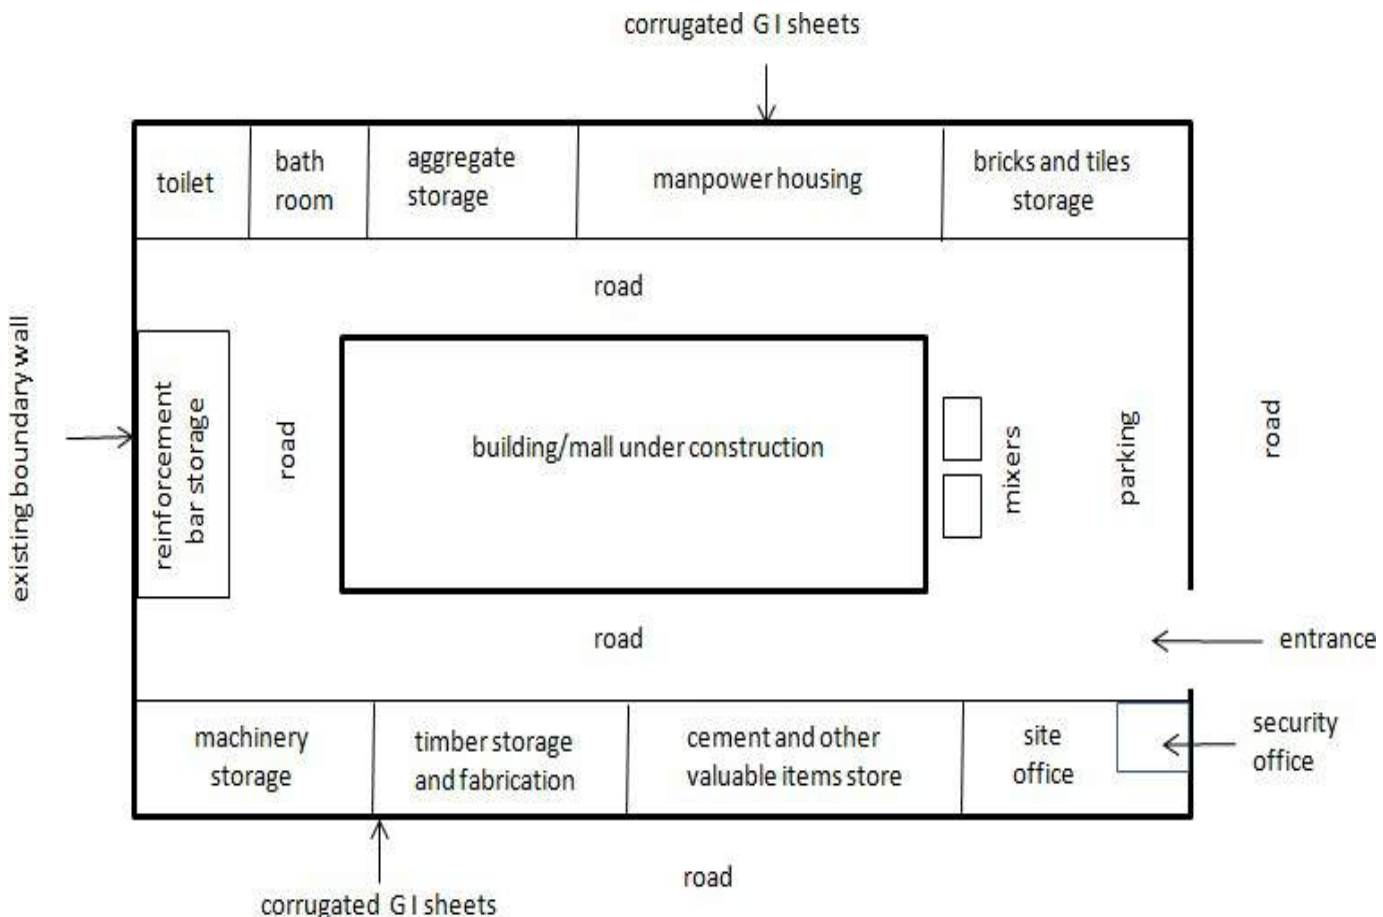 corrugated G I sheets
toilet
bath
room
aggregate
storage
manpower housing
bricks and tiles
storage
road
existing boundary wall
reinforcement
bar storage
road
building/mall under construction
mixers
parking
road
road
entrance
machinery
storage
timber storage
and fabrication
cement and other
valuable items store
site
office
security
office
road
corrugated G I sheets